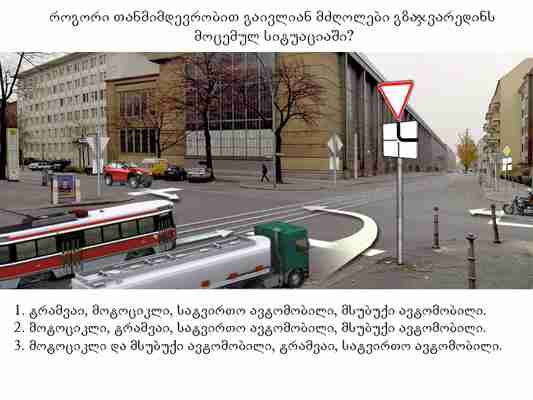 როგორი თანმიმდევრობით გაივლიან მძღოლები გზაჯვარედინს
მოცემულ სიტუაციაში?
1. ტრამვაი, მოტოციკლი, სატვირთო ავტომობილი, მსუბუქი ავტომობილი.
2. მოტოციკლი, ტრამვაი, სატვირთო ავტომობილი, მსუბუქი ავტომობილი.
3. მოტოციკლი და მსუბუქი ავტომობილი, ტრამვაი, სატვირთო ავტომობილი.